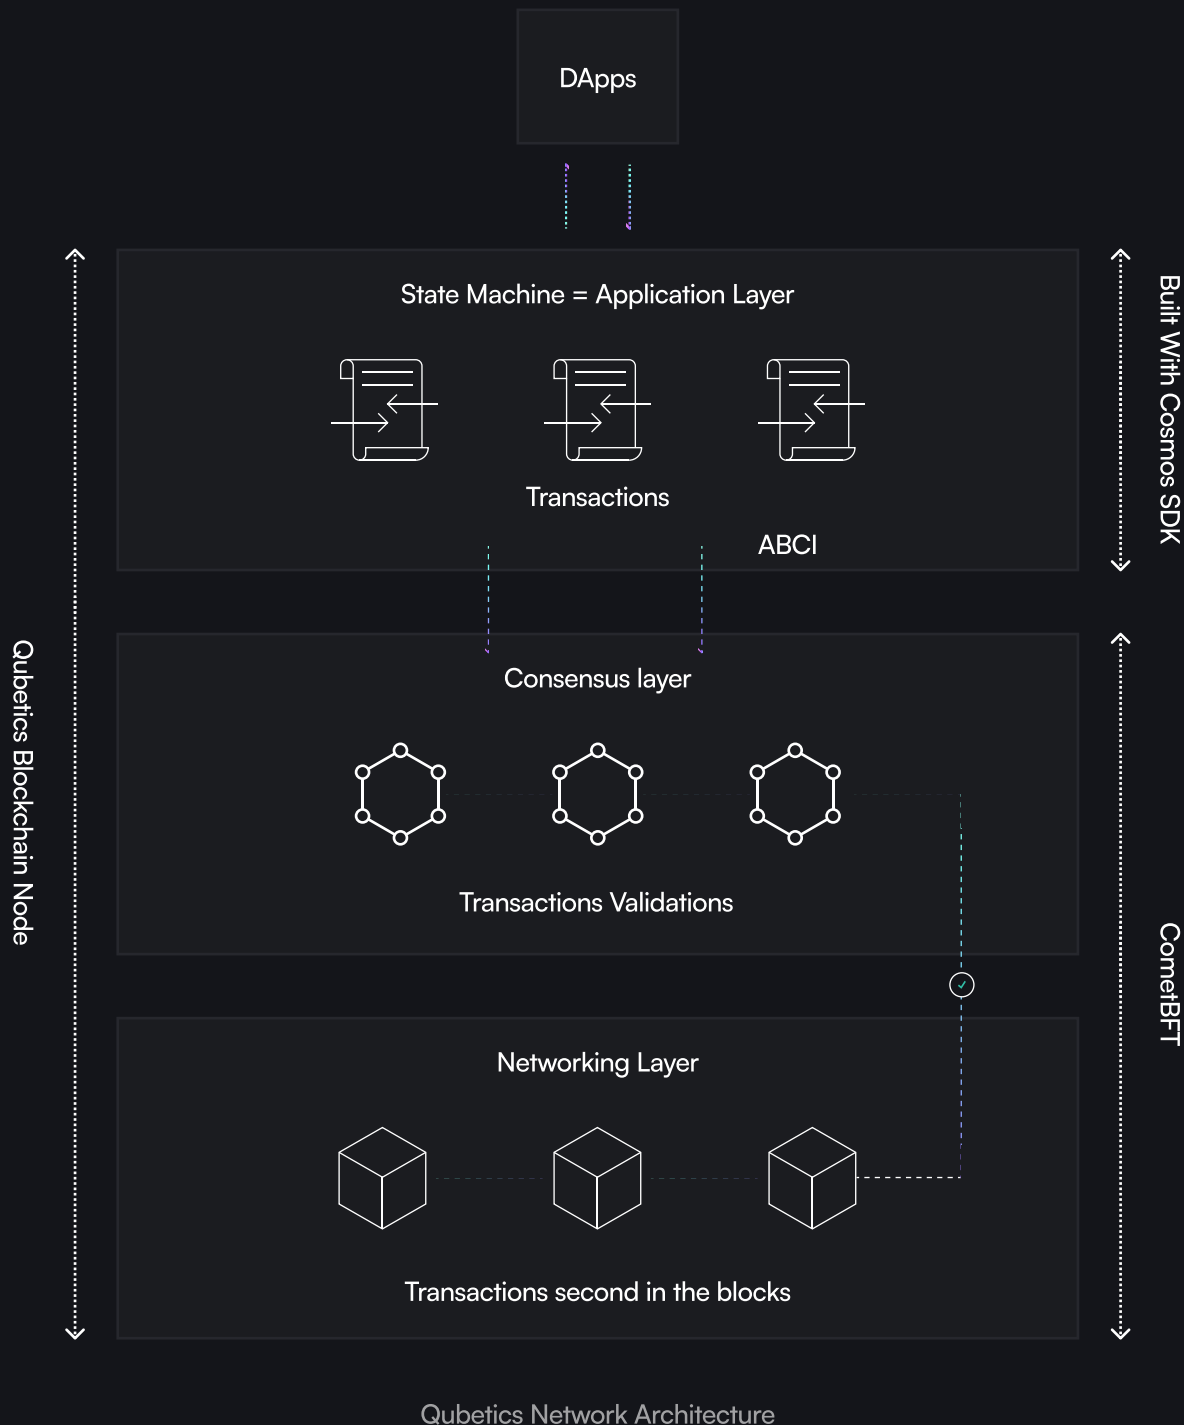 DApps
State Machine = Application Layer
Transactions
ABCI
Built With Cosmos SDK
Qubetics Blockchain Node
Consensus layer
Transactions Validations
CometBFT
Networking Layer
Transactions second in the blocks
Qubetics Network Architecture